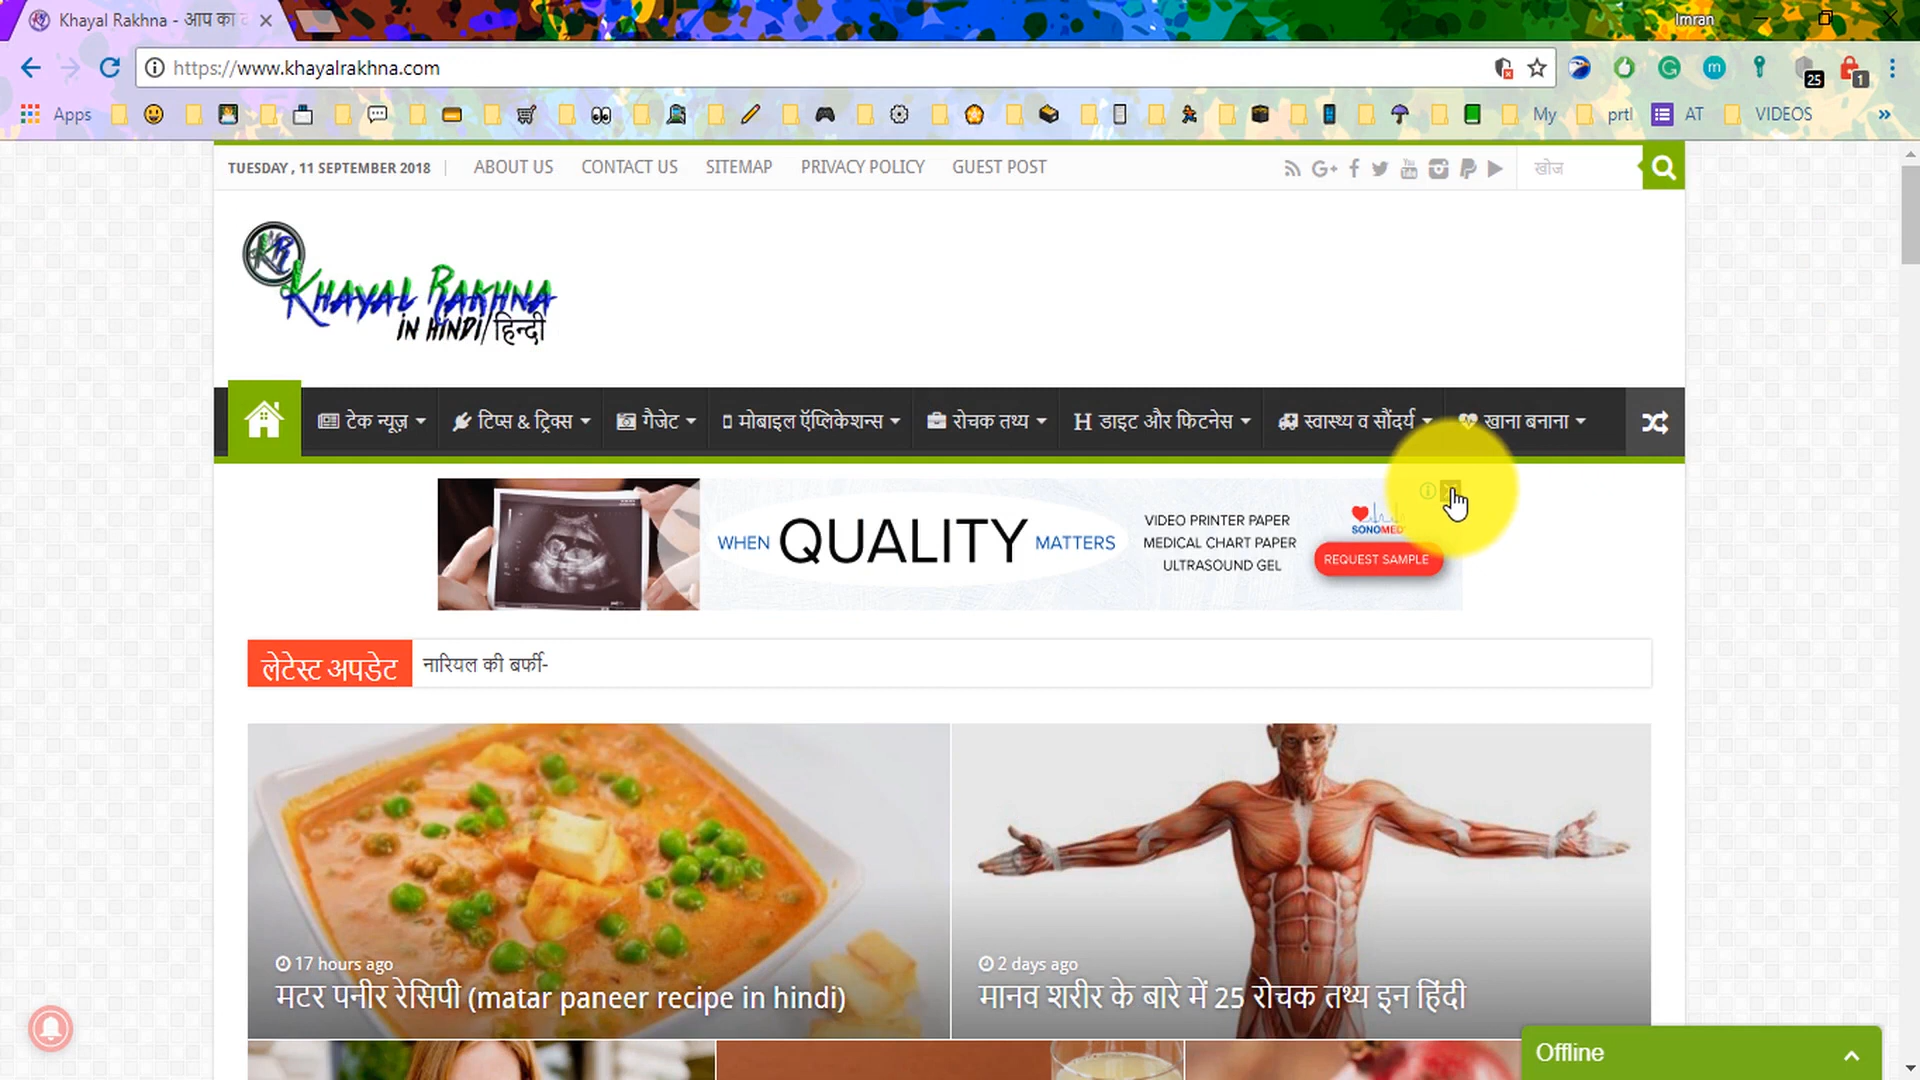 Khayal Rakhna - आप का
Imran
https://www.khayalrakhna.com
25
1
Apps
My
prtl
AT
VIDEOS
»
TUESDAY , 11 SEPTEMBER 2018
ABOUT US
CONTACT US
SITEMAP
PRIVACY POLICY
GUEST POST
खोज
KR
KHAYAL RAKHNA
IN HINDI/हिन्दी
टेक न्यूज़
टिप्स & ट्रिक्स
गैजेट
मोबाइल ऍप्लिकेशन्स
रोचक तथ्य
H डाइट और फिटनेस
स्वास्थ्य व सौंदर्य
खाना बनाना
WHEN QUALITY MATTERS
VIDEO PRINTER PAPER
MEDICAL CHART PAPER
ULTRASOUND GEL
SONOMED
REQUEST SAMPLE
लेटेस्ट अपडेट
नारियल की बर्फी-
17 hours ago
मटर पनीर रेसिपी (matar paneer recipe in hindi)
2 days ago
मानव शरीर के बारे में 25 रोचक तथ्य इन हिंदी
Offline